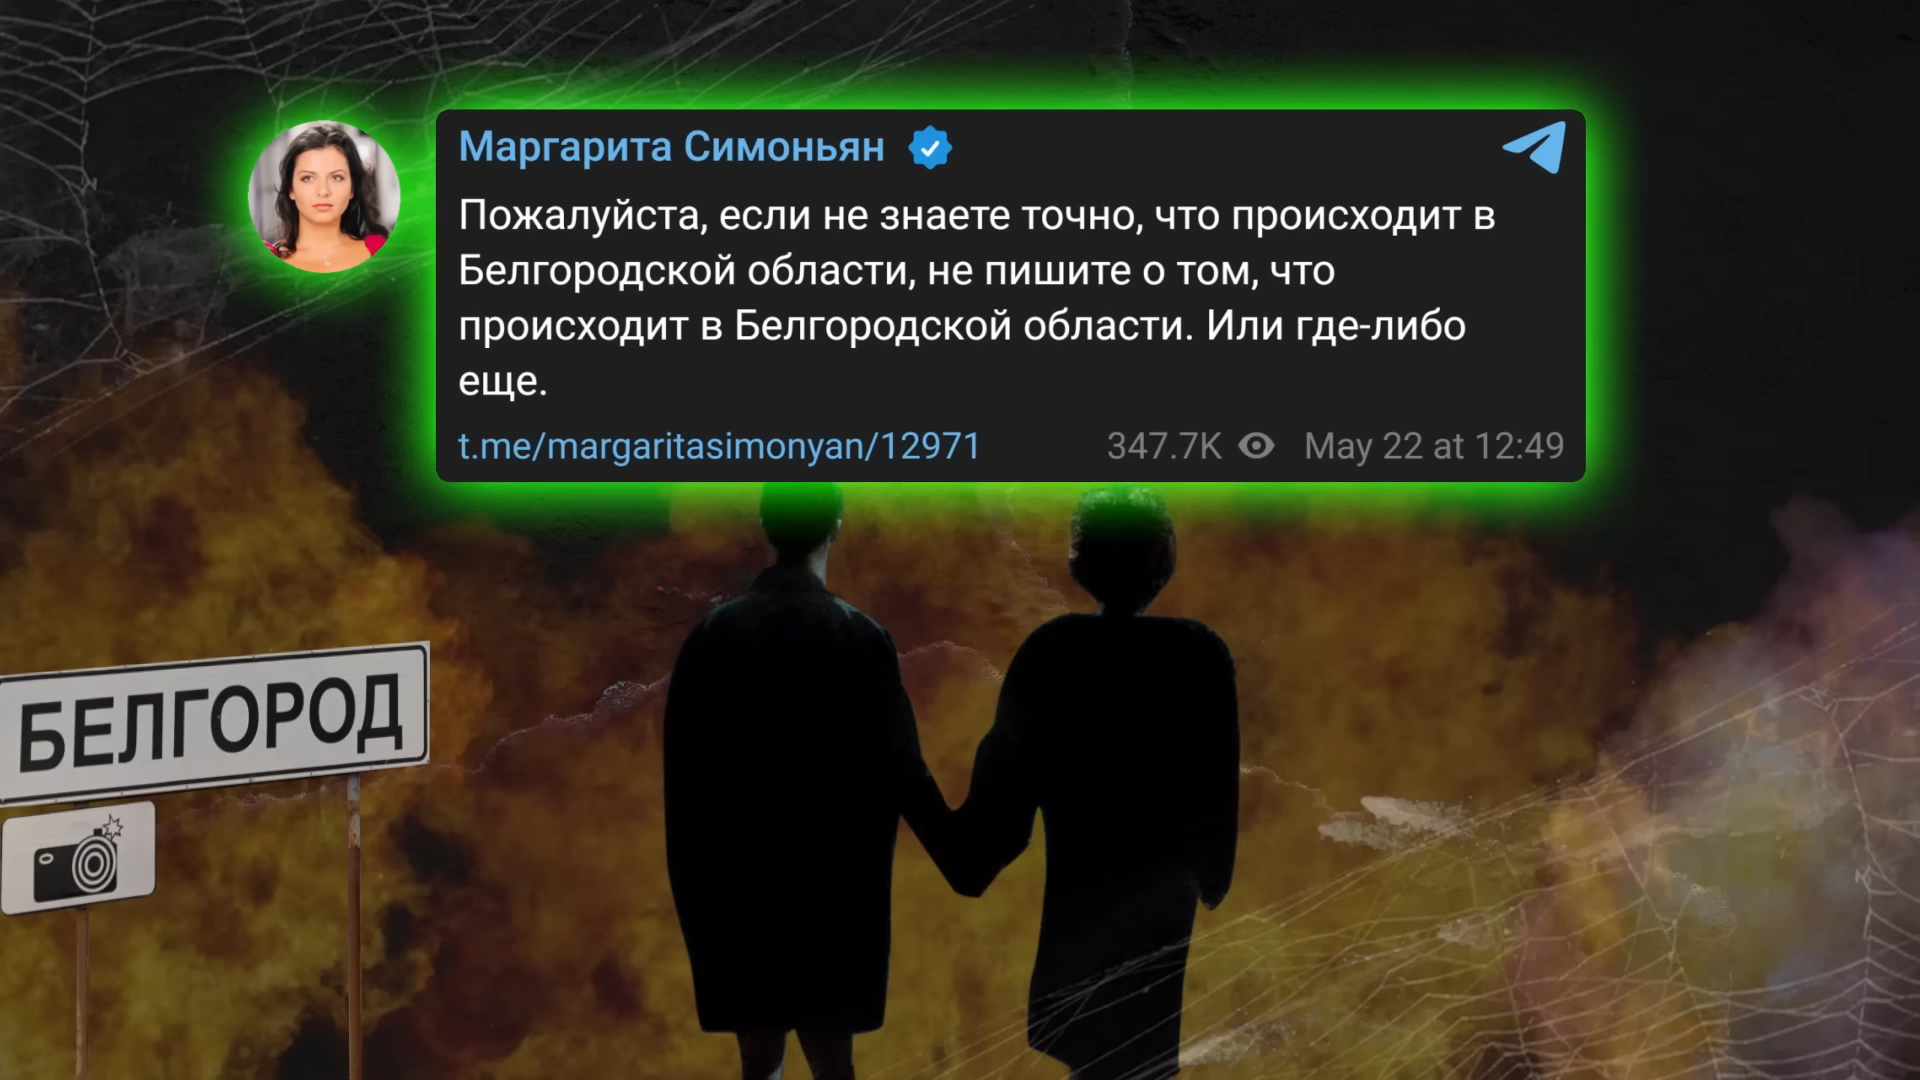 Маргарита Симоньян
Пожалуйста, если не знаете точно, что происходит в
Белгородской области, не пишите о том, что
происходит в Белгородской области. Или где-либо
еще.
t.me/margaritasimonyan/12971 347.7K May 22 at 12:49
БЕЛГОРОД